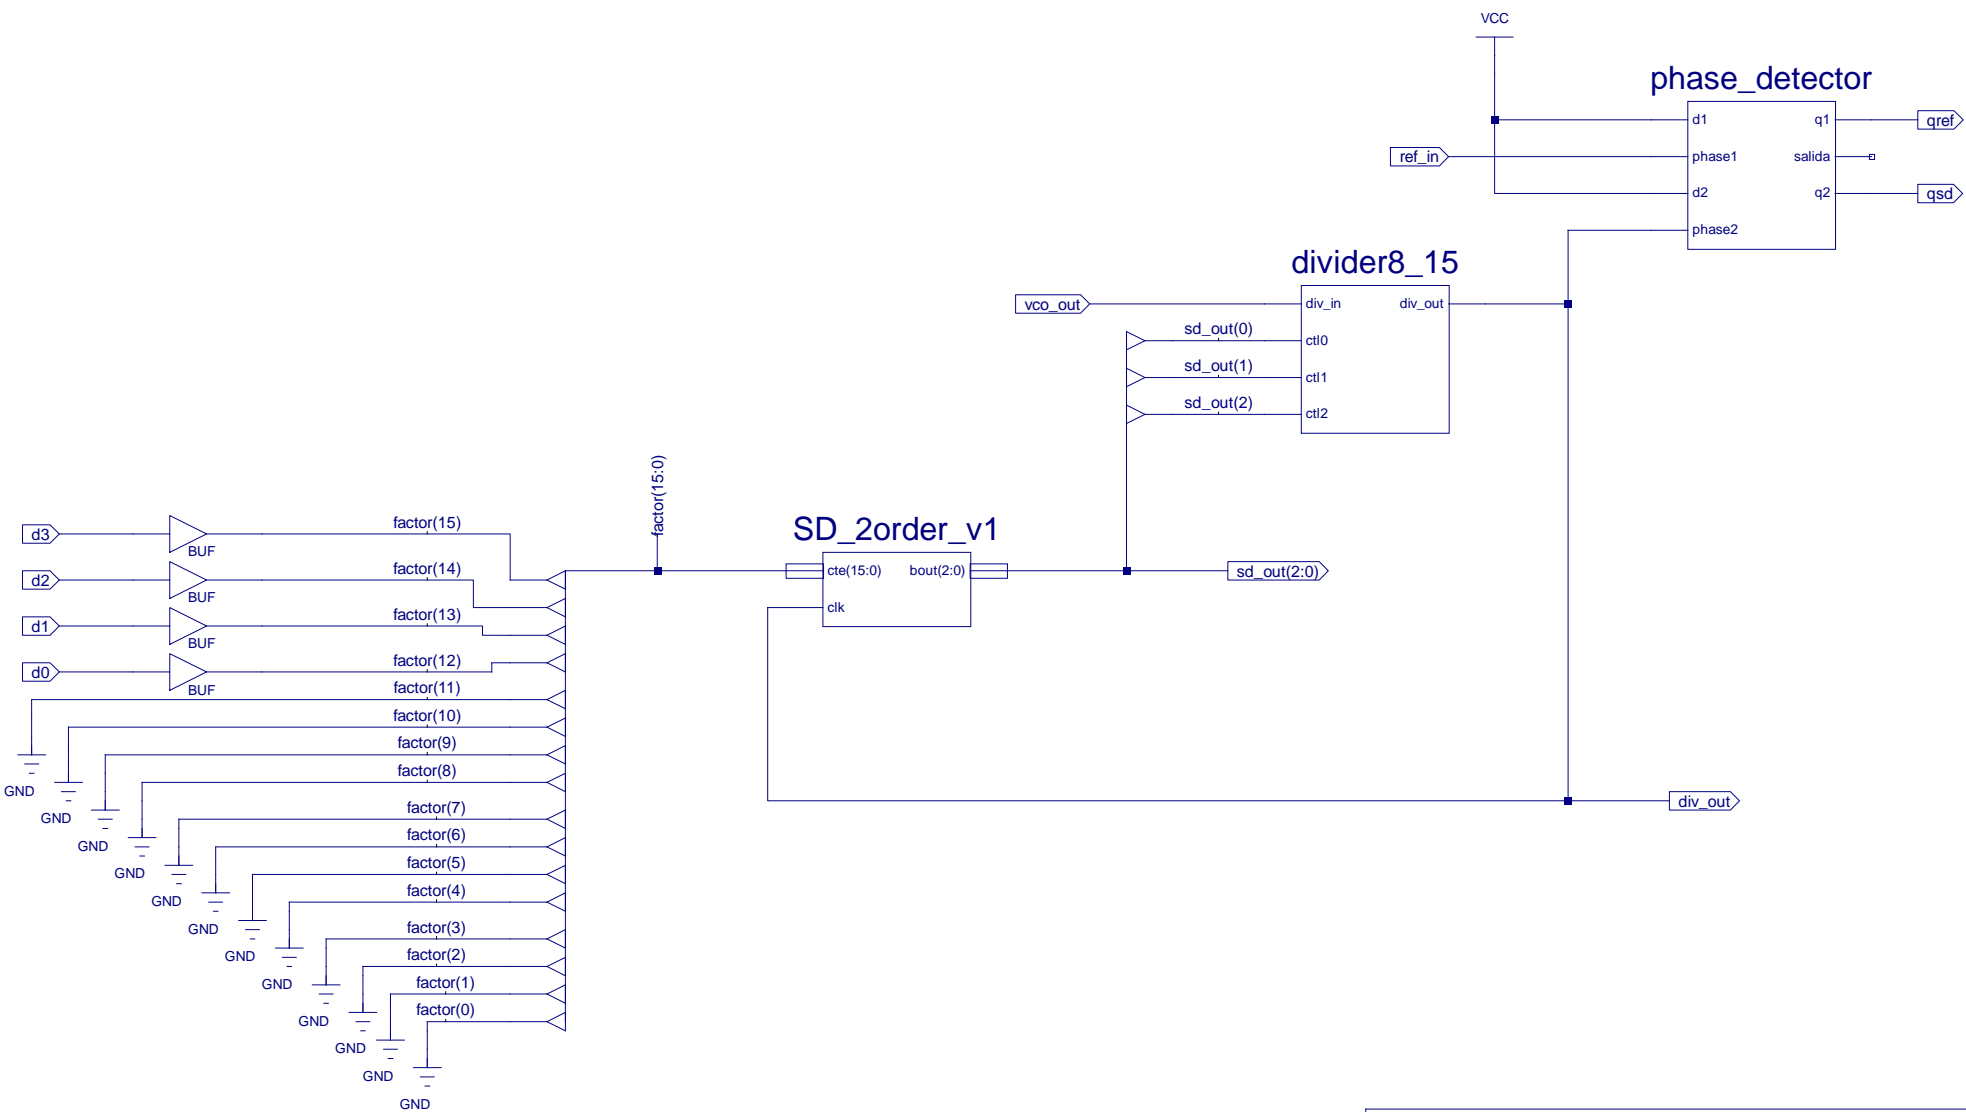 VCC
phase_detector
d1 q1 qref
ref_in phase1 salida
d2 q2 qsd
phase2
divider8_15
vco_out div_in div_out
sd_out(0) ctl0
sd_out(1) ctl1
sd_out(2) ctl2
factor(15:0)
SD_2order_v1
cte(15:0) bout(2:0) sd_out(2:0)
clk
d3 BUF factor(15)
d2 BUF factor(14)
d1 BUF factor(13)
d0 BUF factor(12)
factor(11)
factor(10)
factor(9)
factor(8)
GND
div_out
factor(7)
GND
factor(6)
GND
factor(5)
GND
factor(4)
GND
factor(3)
GND
factor(2)
GND
factor(1)
GND
factor(0)
GND
GND
GND
GND
GND